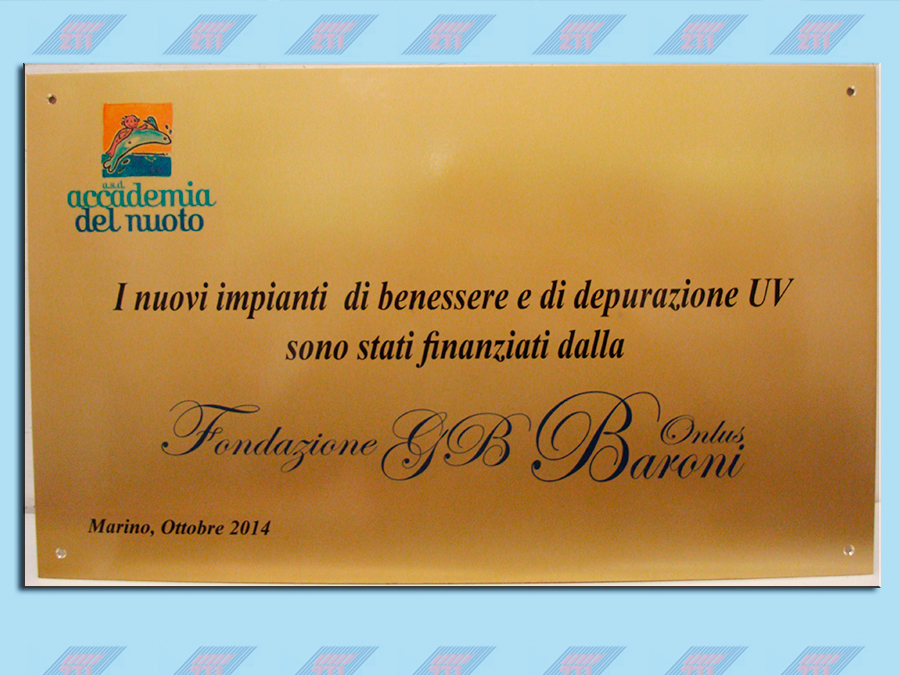 a.s.d.
accademia
del nuoto
I nuovi impianti di benessere e di depurazione UV
sono stati finanziati dalla
Fondazione GB Baroni Onlus
Marino, Ottobre 2014